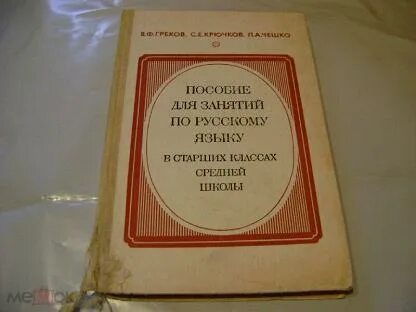 В.Ф.ГРЕКОВ, С.Е.КРЮЧКОВ, Л.А.ЧЕШКО
ПОСОБИЕ
ДЛЯ ЗАНЯТИЙ
ПО РУССКОМУ
ЯЗЫКУ
В СТАРШИХ КЛАССАХ
СРЕДНЕЙ
ШКОЛЫ